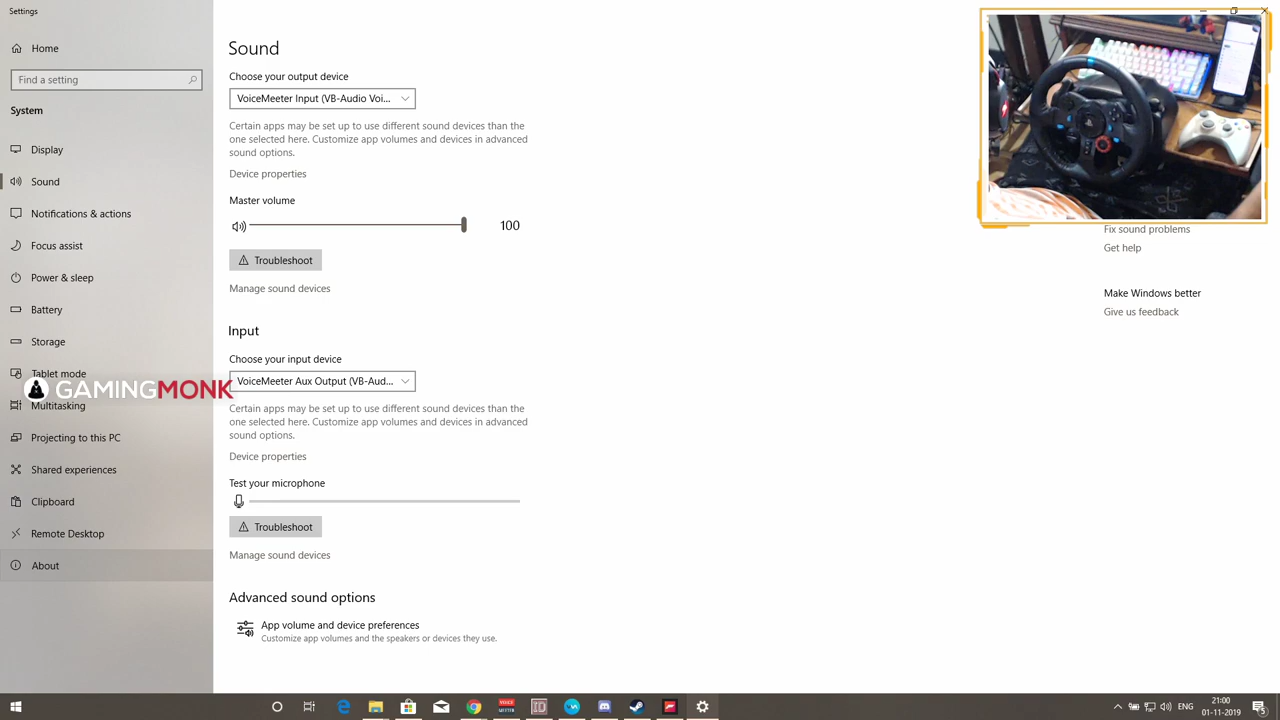 Settings
Home
Find a setting
System
Display
Sound
Notifications & actions
Focus assist
Power & sleep
Battery
Storage
Tablet mode
GAMINGMONK
Multitasking
Projecting to this PC
Shared experiences
Clipboard
Remote Desktop
About
Sound
Choose your output device
VoiceMeeter Input (VB-Audio Voi...
Certain apps may be set up to use different sound devices than the
one selected here. Customize app volumes and devices in advanced
sound options.
Device properties
Master volume
100
Troubleshoot
Manage sound devices
Input
Choose your input device
VoiceMeeter Aux Output (VB-Aud...
Certain apps may be set up to use different sound devices than the
one selected here. Customize app volumes and devices in advanced
sound options.
Device properties
Test your microphone
Troubleshoot
Manage sound devices
Advanced sound options
App volume and device preferences
Customize app volumes and the speakers or devices they use.
Fix sound problems
Get help
Make Windows better
Give us feedback
VOICE
MEETER
ENG
21:00
01-11-2019